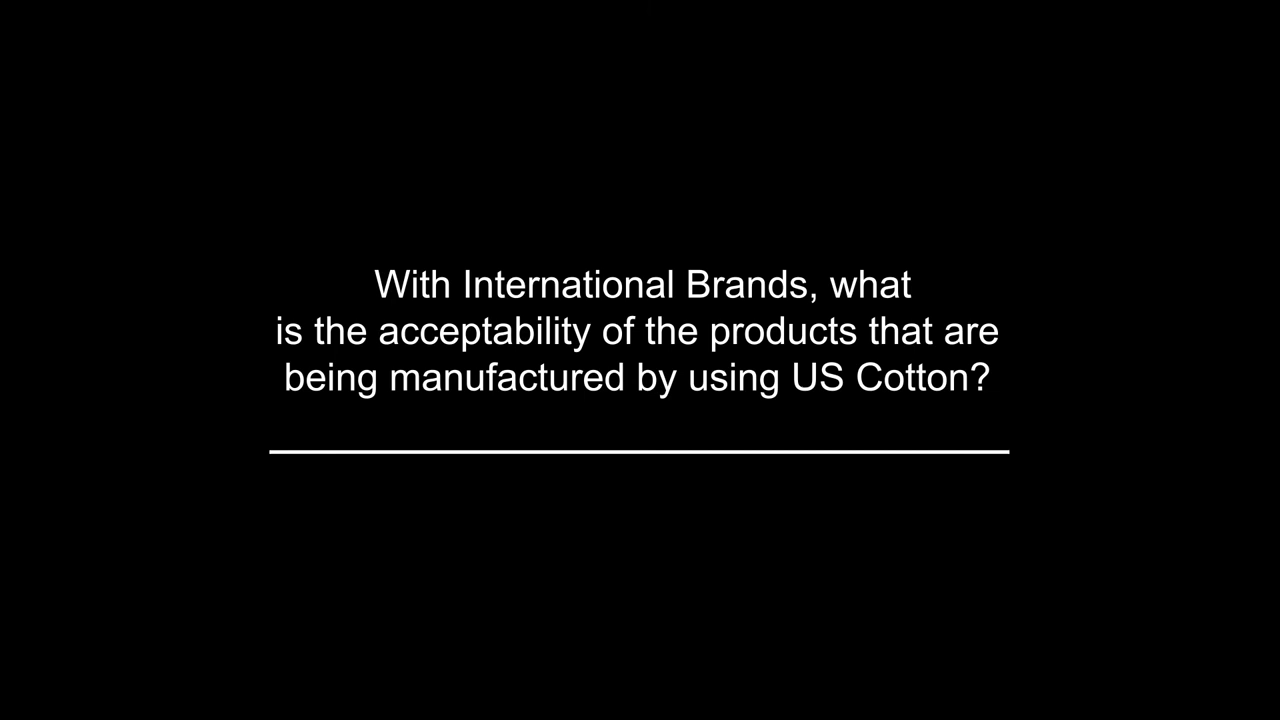 With International Brands, what
is the acceptability of the products that are
being manufactured by using US Cotton?